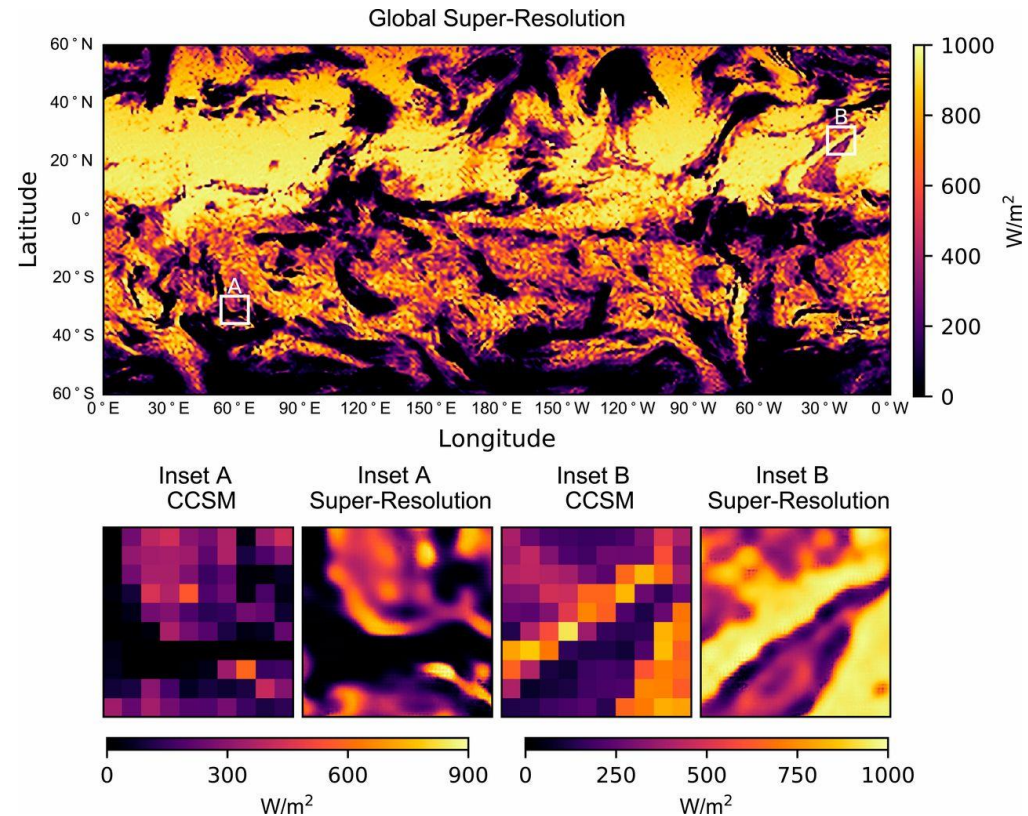 Global Super-Resolution
60°N
40°N
20°N
0°
20°S
40°S
60°S
Latitude
A
B
0°E 30°E 60°E 90°E 120°E 150°E 180°E 150°W 120°W 90°W 60°W 30°W 0°W
Longitude
1000
800
600
400
200
0
W/m²
Inset A
CCSM
Inset A
Super-Resolution
Inset B
CCSM
Inset B
Super-Resolution
0 300 600 900
W/m²
0 250 500 750 1000
W/m²